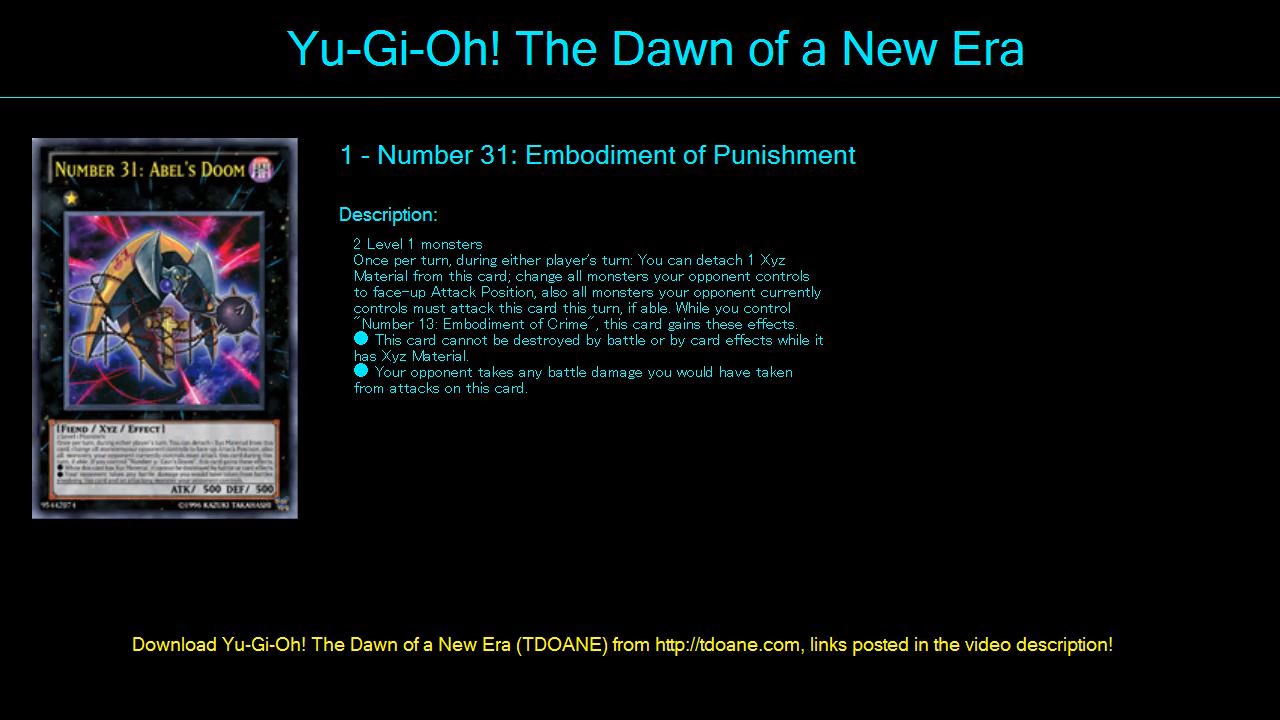 Yu-Gi-Oh! The Dawn of a New Era
NUMBER 31: ABEL'S DOOM
1 - Number 31: Embodiment of Punishment
Description:
2 Level 1 monsters
Once per turn, during either player's turn: You can detach 1 Xyz
Material from this card; change all monsters your opponent controls
to face-up Attack Position, also all monsters your opponent currently
controls must attack this card this turn, if able. While you control
"Number 13: Embodiment of Crime", this card gains these effects.
● This card cannot be destroyed by battle or by card effects while it
has Xyz Material.
● Your opponent takes any battle damage you would have taken
from attacks on this card.
[FIEND / XYZ / EFFECT]
ATK/ 500 DEF/ 500
95442074
©1996 KAZUKI TAKAHASHI
Download Yu-Gi-Oh! The Dawn of a New Era (TDOANE) from http://tdoane.com, links posted in the video description!